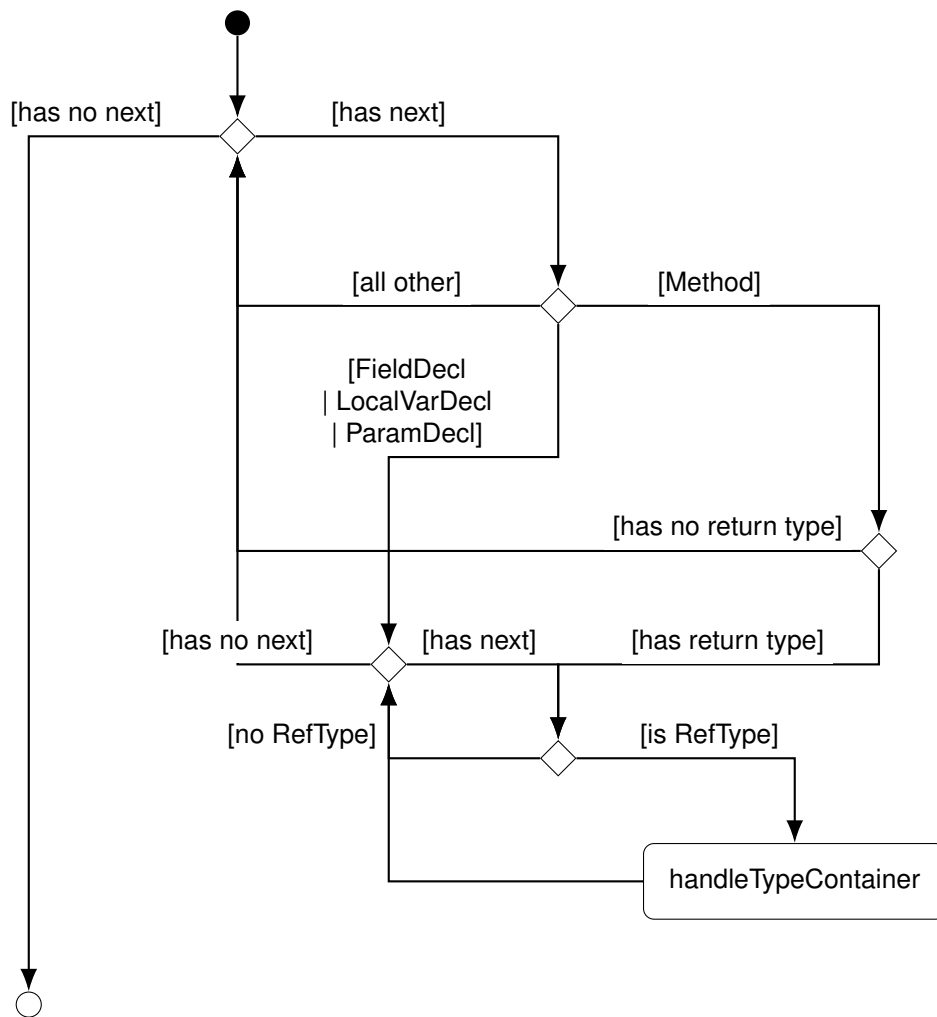 [has no next]
[has next]
[all other]
[Method]
[FieldDecl
| LocalVarDecl
| ParamDecl]
[has no return type]
[has no next]
[has next]
[has return type]
[no RefType]
[is RefType]
handleTypeContainer